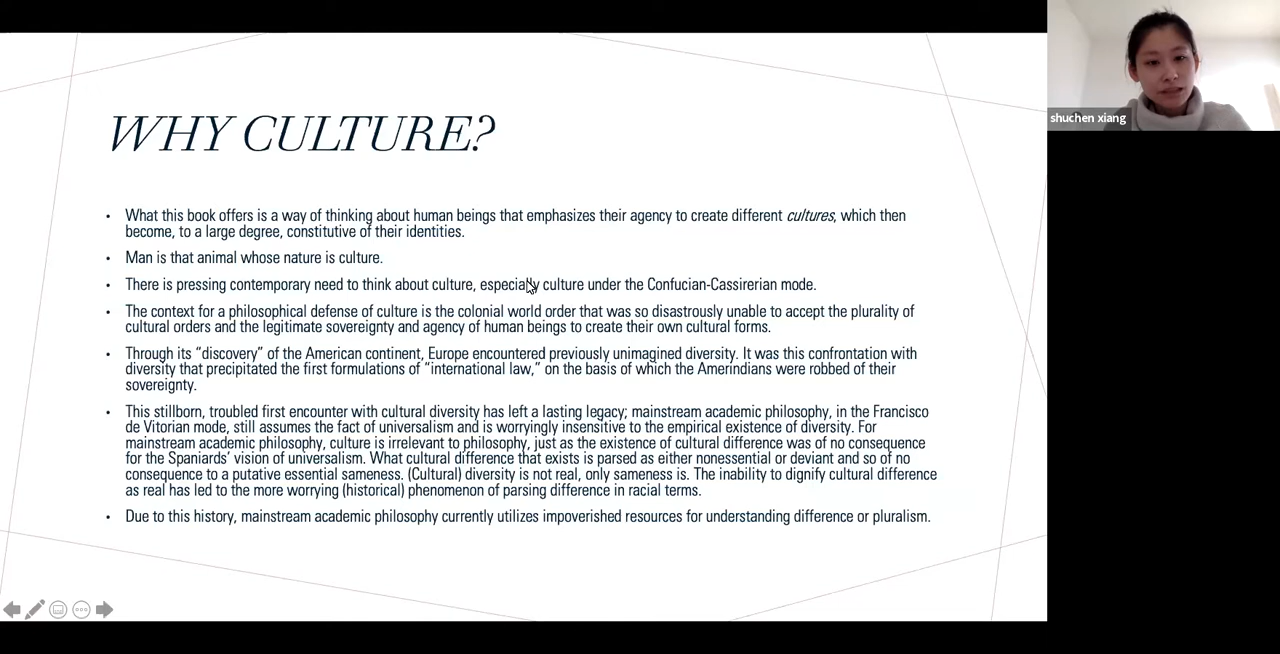 WHY CULTURE?
shuchen xiang
• What this book offers is a way of thinking about human beings that emphasizes their agency to create different cultures, which then
become, to a large degree, constitutive of their identities.
• Man is that animal whose nature is culture.
• There is pressing contemporary need to think about culture, especially culture under the Confucian-Cassirerian mode.
• The context for a philosophical defense of culture is the colonial world order that was so disastrously unable to accept the plurality of
cultural orders and the legitimate sovereignty and agency of human beings to create their own cultural forms.
• Through its “discovery” of the American continent, Europe encountered previously unimagined diversity. It was this confrontation with
diversity that precipitated the first formulations of “international law,” on the basis of which the Amerindians were robbed of their
sovereignty.
• This stillborn, troubled first encounter with cultural diversity has left a lasting legacy; mainstream academic philosophy, in the Francisco
de Vitorian mode, still assumes the fact of universalism and is worryingly insensitive to the empirical existence of diversity. For
mainstream academic philosophy, culture is irrelevant to philosophy, just as the existence of cultural difference was of no consequence
for the Spaniards’ vision of universalism. What cultural difference that exists is parsed as either nonessential or deviant and so of no
consequence to a putative essential sameness. (Cultural) diversity is not real, only sameness is. The inability to dignify cultural difference
as real has led to the more worrying (historical) phenomenon of parsing difference in racial terms.
• Due to this history, mainstream academic philosophy currently utilizes impoverished resources for understanding difference or pluralism.